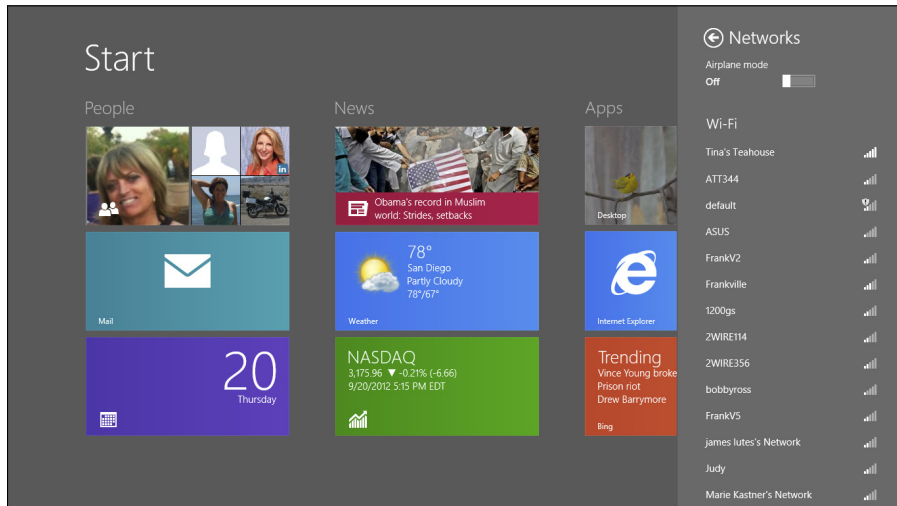 Start
People
in
Mail
20
Thursday
News
Obama's record in Muslim
world: Strides, setbacks
78°
San Diego
Partly Cloudy
78°/67°
Weather
NASDAQ
3,175.96 ▼ -0.21% (-6.66)
9/20/2012 5:15 PM EDT
Apps
Desktop
Internet Explorer
Trending
Vince Young broke
Prison riot
Drew Barrymore
Bing
Networks
Airplane mode
Off
Wi-Fi
Tina's Teahouse
ATT344
default
ASUS
FrankV2
Frankville
1200gs
2WIRE114
2WIRE356
bobbyross
FrankV5
james lutes's Network
Judy
Marie Kastner's Network